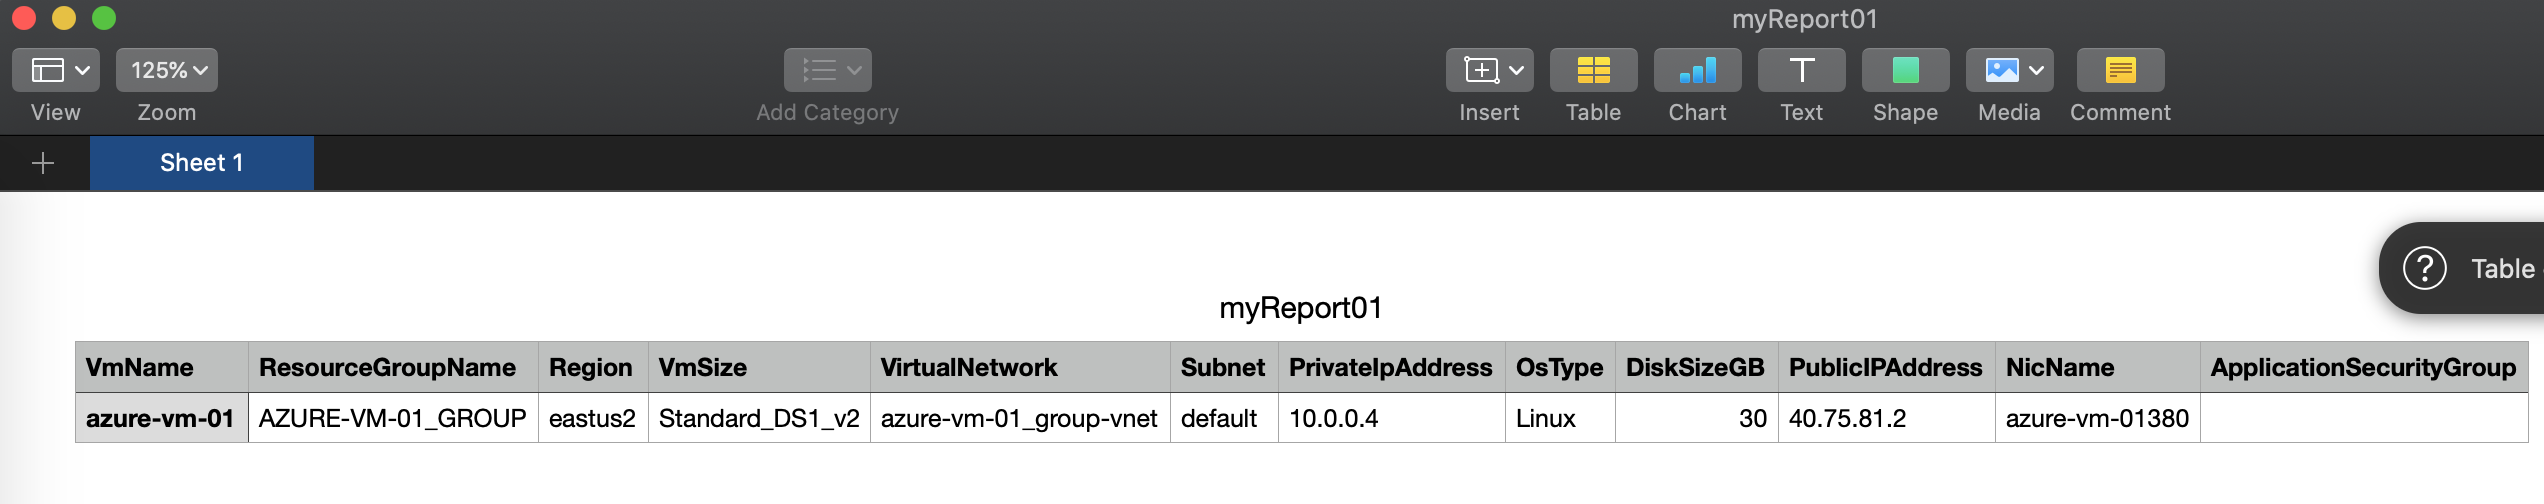 myReport01
125%
View Zoom Add Category Insert Table Chart Text Shape Media Comment
Sheet 1
? Table
myReport01
VmName ResourceGroupName Region VmSize VirtualNetwork Subnet PrivateIpAddress OsType DiskSizeGB PublicIPAddress NicName ApplicationSecurityGroup
azure-vm-01 AZURE-VM-01_GROUP eastus2 Standard_DS1_v2 azure-vm-01_group-vnet default 10.0.0.4 Linux 30 40.75.81.2 azure-vm-01380